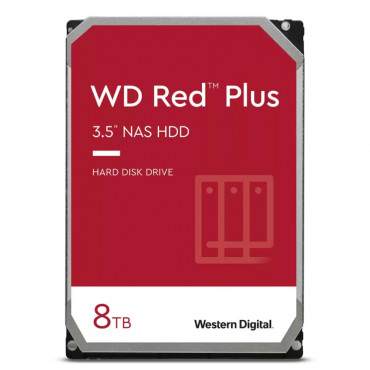 WD Red™ Plus
3.5" NAS HDD
HARD DISK DRIVE
8TB
Western Digital.